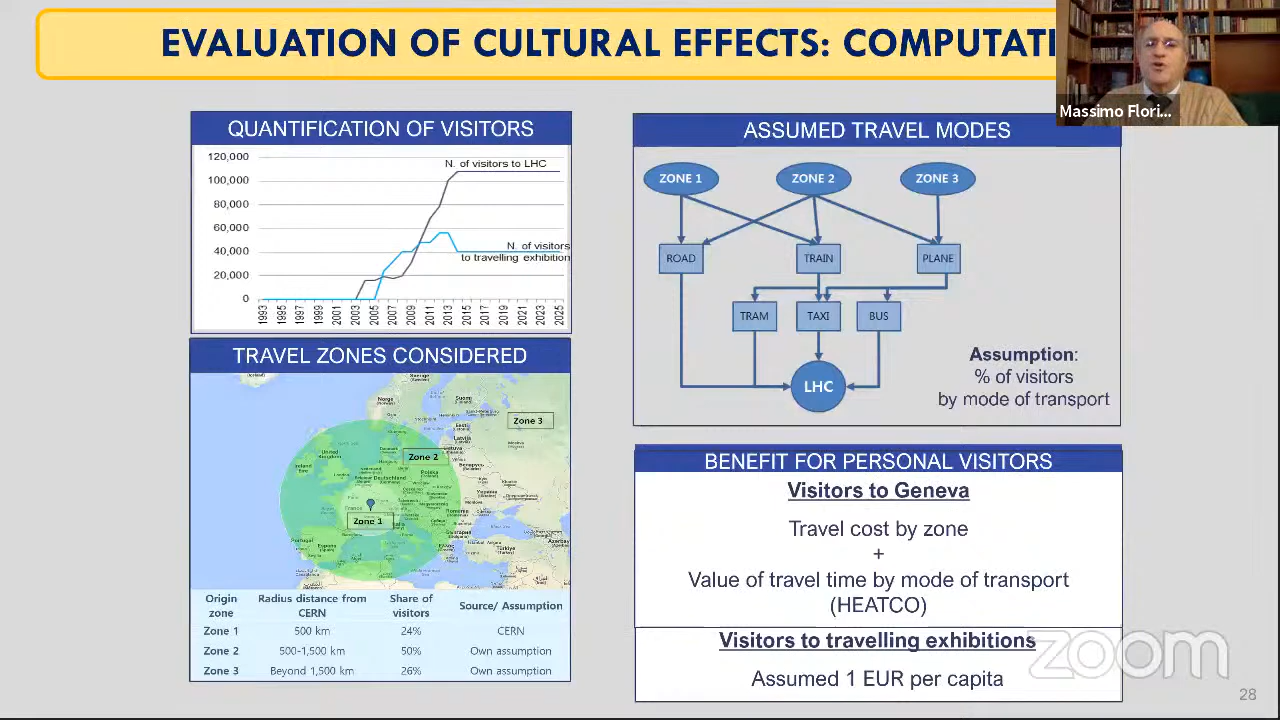 EVALUATION OF CULTURAL EFFECTS: COMPUTATI
Massimo Flori...
QUANTIFICATION OF VISITORS
120,000
100,000
80,000
60,000
40,000
20,000
0
N. of visitors to LHC
N. of visitors
to travelling exhibition
1993
1995
1997
1999
2001
2003
2005
2007
2009
2011
2013
2015
2017
2019
2021
2023
2025
TRAVEL ZONES CONSIDERED
Zone 3
Zone 2
Zone 1
Origin zone Radius distance from CERN Share of visitors Source/ Assumption
Zone 1 500 km 24% CERN
Zone 2 500-1,500 km 50% Own assumption
Zone 3 Beyond 1,500 km 26% Own assumption
ASSUMED TRAVEL MODES
ZONE 1 ZONE 2 ZONE 3
ROAD TRAIN PLANE
TRAM TAXI BUS
LHC
Assumption:
% of visitors
by mode of transport
BENEFIT FOR PERSONAL VISITORS
Visitors to Geneva
Travel cost by zone
+
Value of travel time by mode of transport
(HEATCO)
Visitors to travelling exhibitions
Assumed 1 EUR per capita
zoom
28